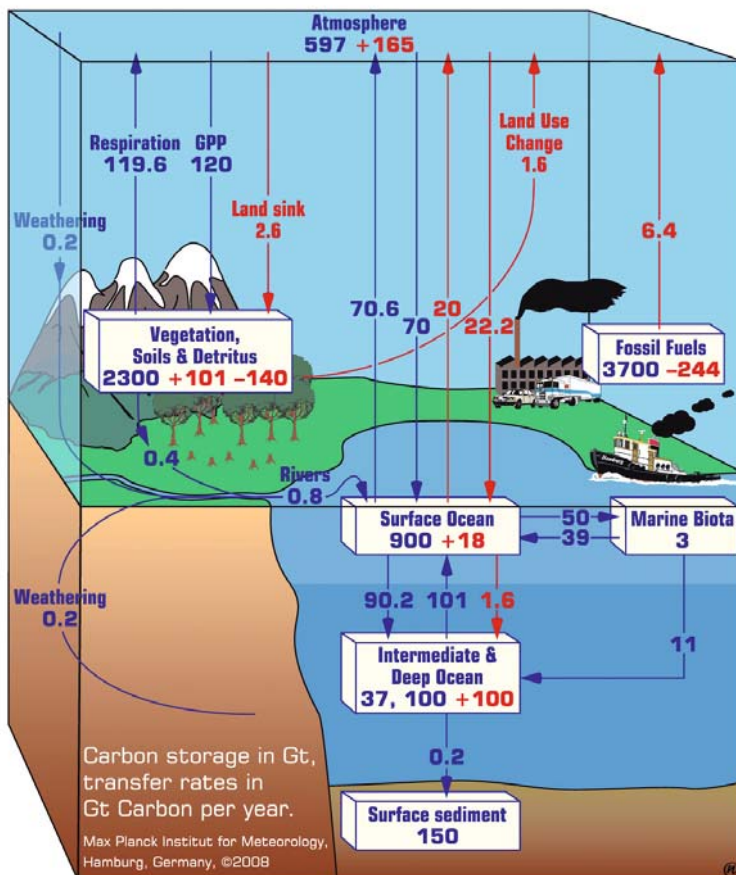 Atmosphere
597 +165
Respiration
119.6
GPP
120
Land sink
2.6
Land Use
Change
1.6
6.4
Weathering
0.2
70.6
70
20
22.2
Vegetation,
Soils & Detritus
2300 +101 –140
Fossil Fuels
3700 –244
0.4
Rivers
0.8
Surface Ocean
900 +18
50
39
Marine Biota
3
Weathering
0.2
90.2
101
1.6
11
Intermediate &
Deep Ocean
37, 100 +100
0.2
Surface sediment
150
Carbon storage in Gt,
transfer rates in
Gt Carbon per year.
Max Planck Institut for Meteorology,
Hamburg, Germany, ©2008